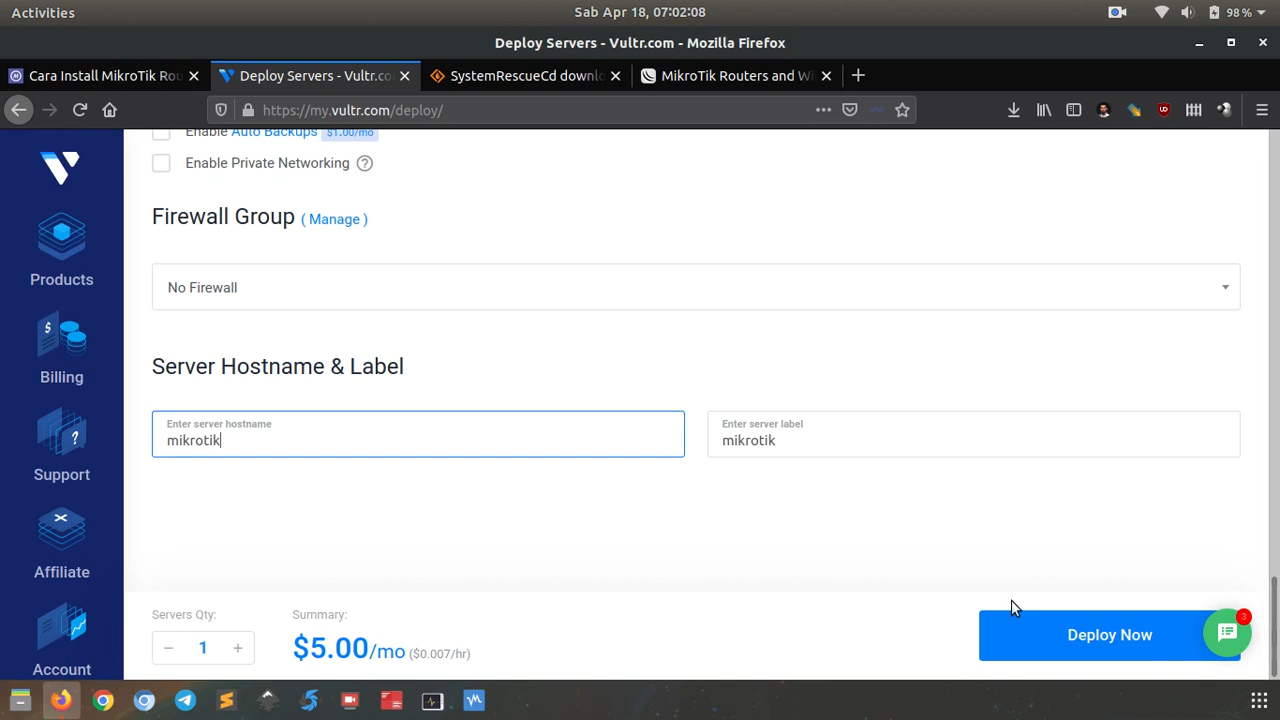 Activities
Sab Apr 18, 07:02:08
98 %
Deploy Servers - Vultr.com - Mozilla Firefox
Cara Install MikroTik Rou
Deploy Servers - Vultr.co
SystemRescueCd downlo
MikroTik Routers and Wi
https://my.vultr.com/deploy/
Enable Auto Backups $1.00/mo
Enable Private Networking ?
Products
Billing
Support
Affiliate
Account
Firewall Group ( Manage )
No Firewall
Server Hostname & Label
Enter server hostname
mikrotik
Enter server label
mikrotik
Servers Qty:
1
Summary:
$5.00/mo ($0.007/hr)
Deploy Now
3